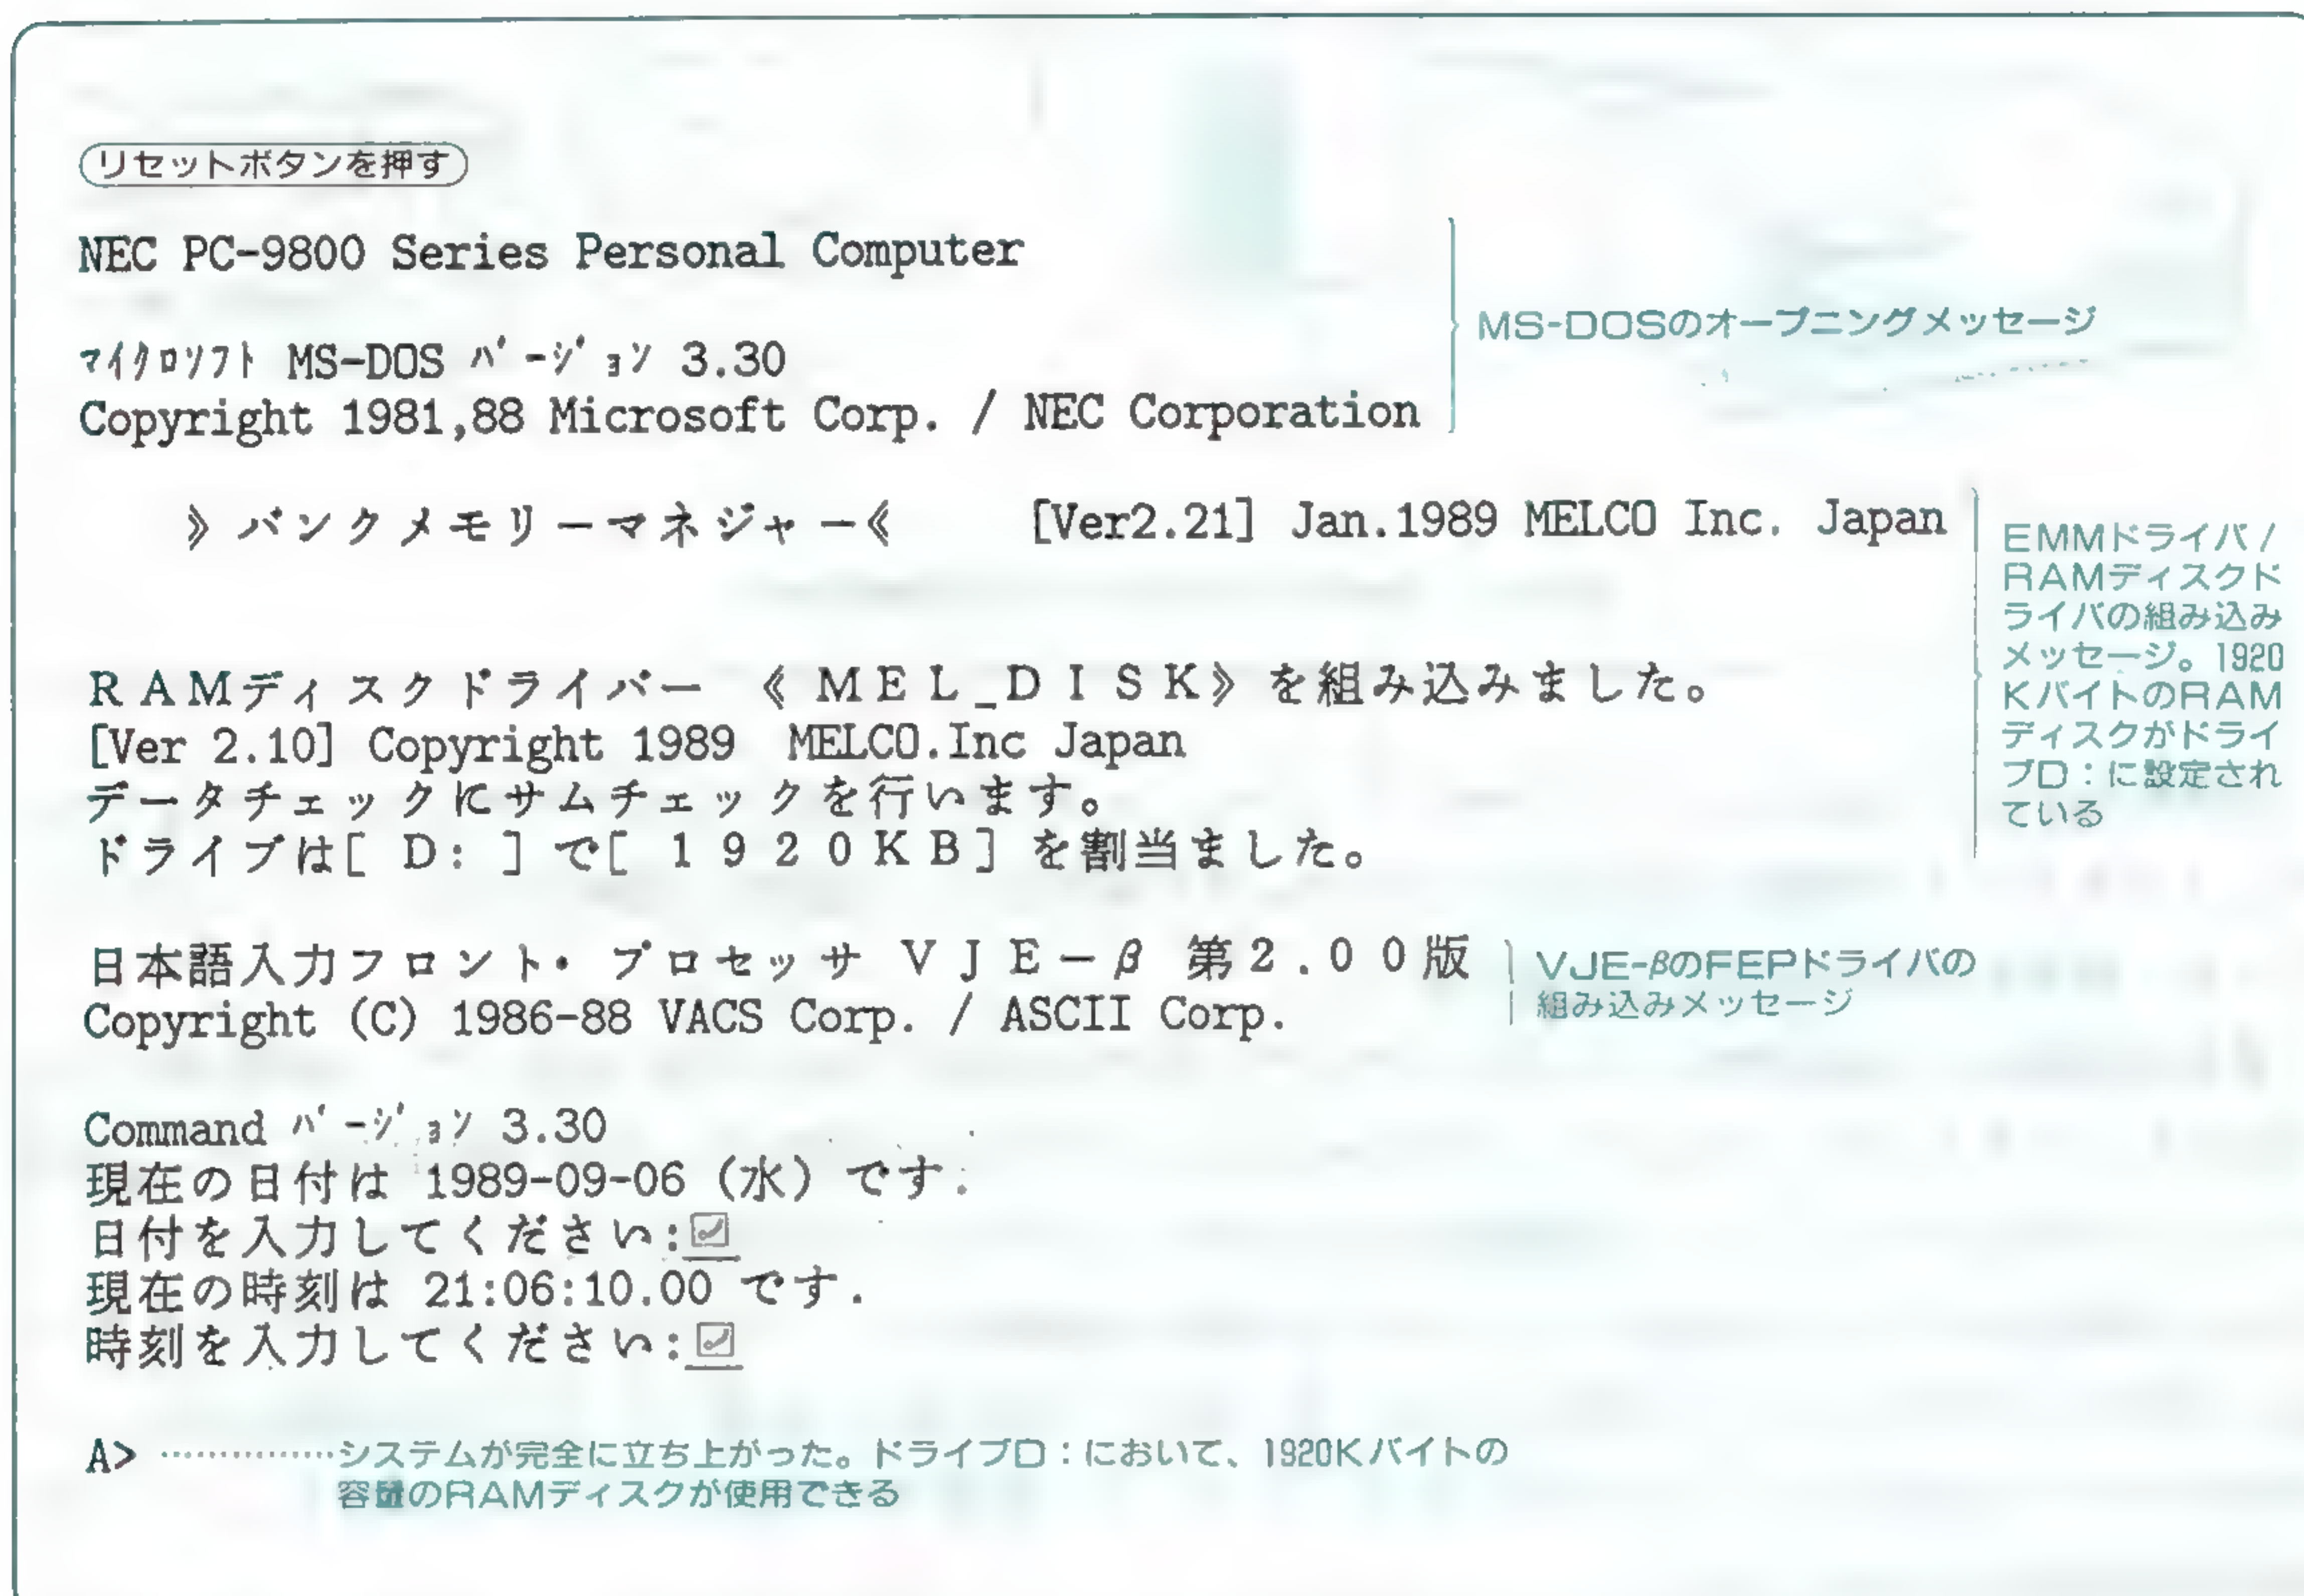 リセットボタンを押す
NEC PC-9800 Series Personal Computer
ﾏｲｸﾛｿﾌﾄ MS-DOS ﾊﾞｰｼﾞｮﾝ 3.30
Copyright 1981,88 Microsoft Corp. / NEC Corporation
MS-DOSのオープニングメッセージ
》バンクメモリーマネジャー《 [Ver2.21] Jan.1989 MELCO Inc. Japan
RAMディスクドライバー 《MEL_DISK》を組み込みました。
[Ver 2.10] Copyright 1989 MELCO.Inc Japan
データチェックにサムチェックを行います。
ドライブは[ D: ]で[ 1920KB]を割当ました。
EMMドライバ/
RAMディスクド
ライバの組み込み
メッセージ。1920
KバイトのRAM
ディスクがドライ
ブD:に設定され
ている
日本語入力フロント・プロセッサ VJE-β 第2.00版
Copyright (C) 1986-88 VACS Corp. / ASCII Corp.
VJE-βのFEPドライバの
組み込みメッセージ
Command ﾊﾞｰｼﾞｮﾝ 3.30
現在の日付は 1989-09-06 (水) です.
日付を入力してください:
現在の時刻は 21:06:10.00 です.
時刻を入力してください:
A> ……………システムが完全に立ち上がった。ドライブD:において、1920Kバイトの
容量のRAMディスクが使用できる